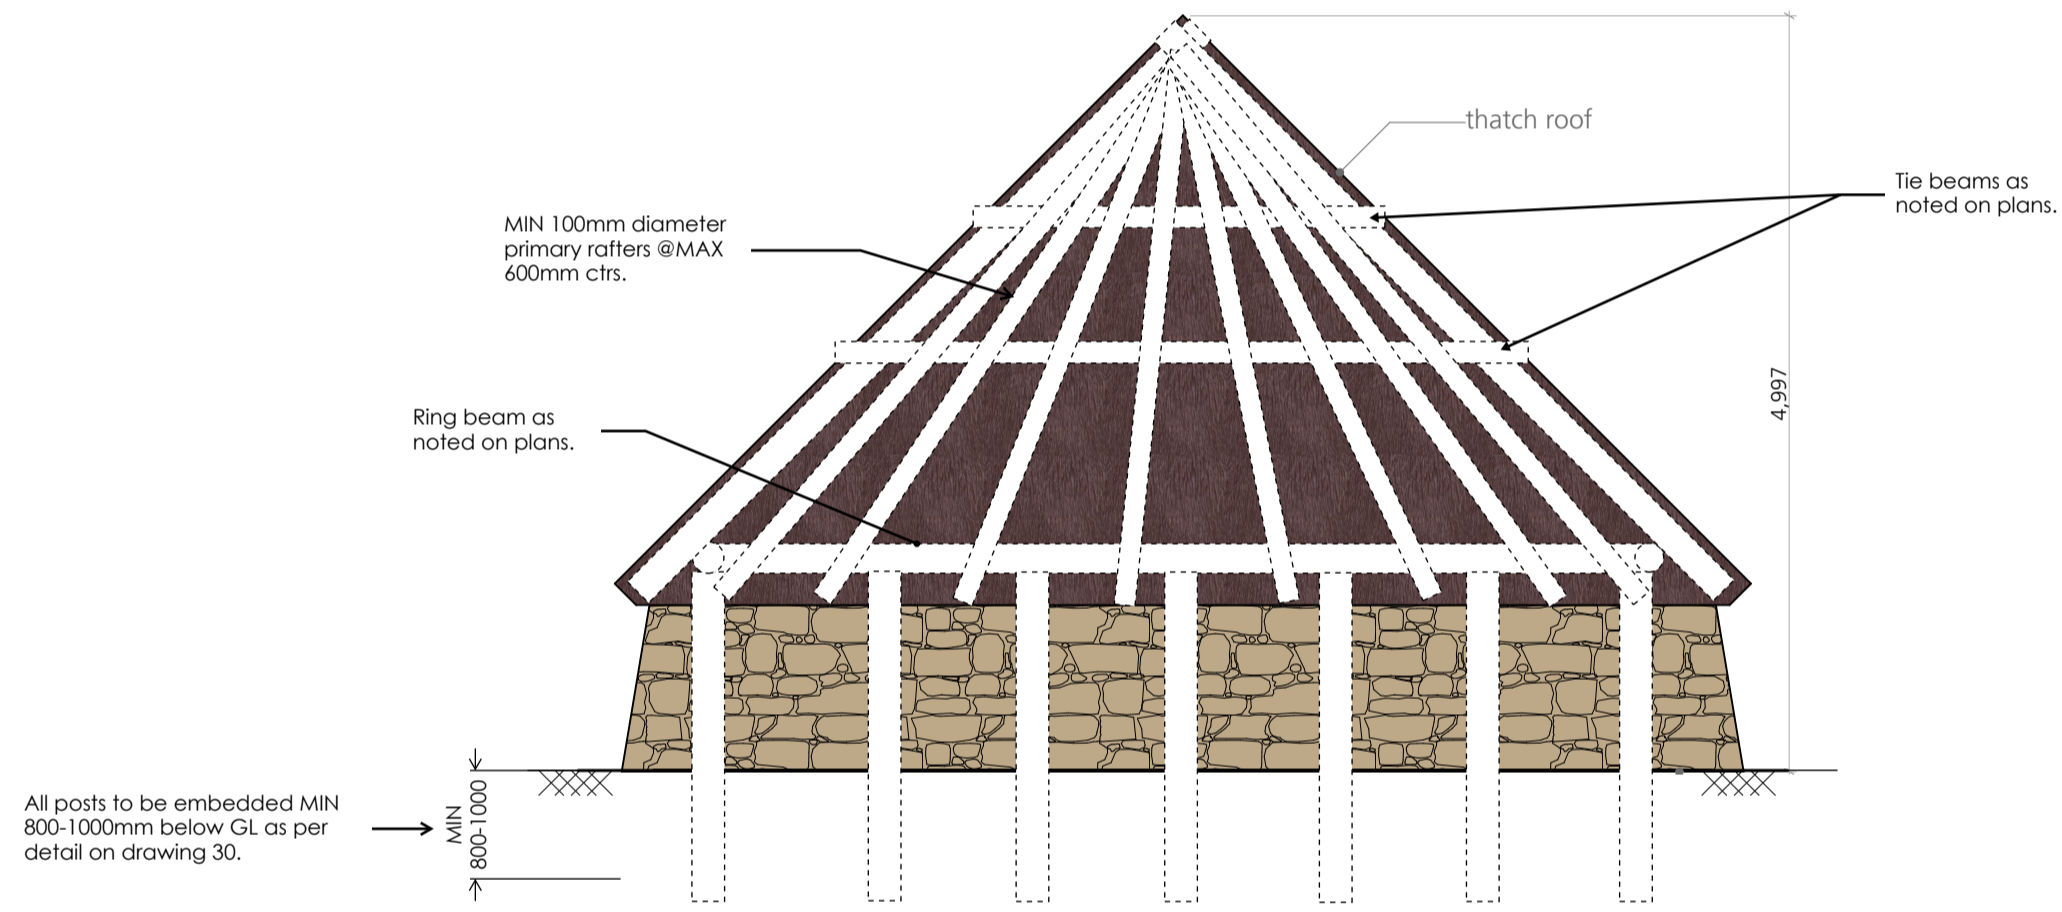 thatch roof
Tie beams as
noted on plans.
MIN 100mm diameter
primary rafters @MAX
600mm ctrs.
4,997
Ring beam as
noted on plans.
All posts to be embedded MIN
800-1000mm below GL as per
detail on drawing 30.
MIN
800-1000